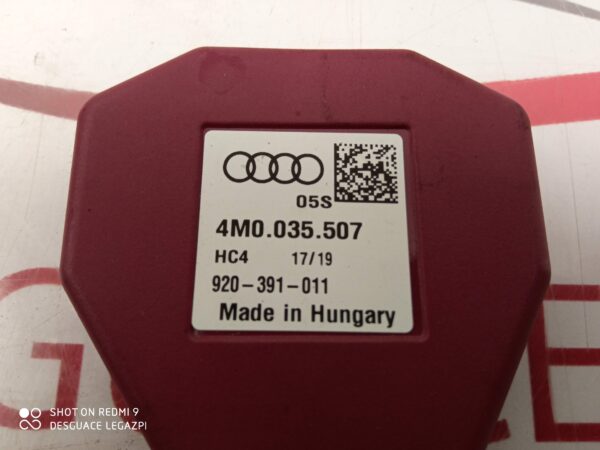 05S
4M0.035.507
HC4 17/19
920-391-011
Made in Hungary
SHOT ON REDMI 9
DESGUACE LEGAZPI